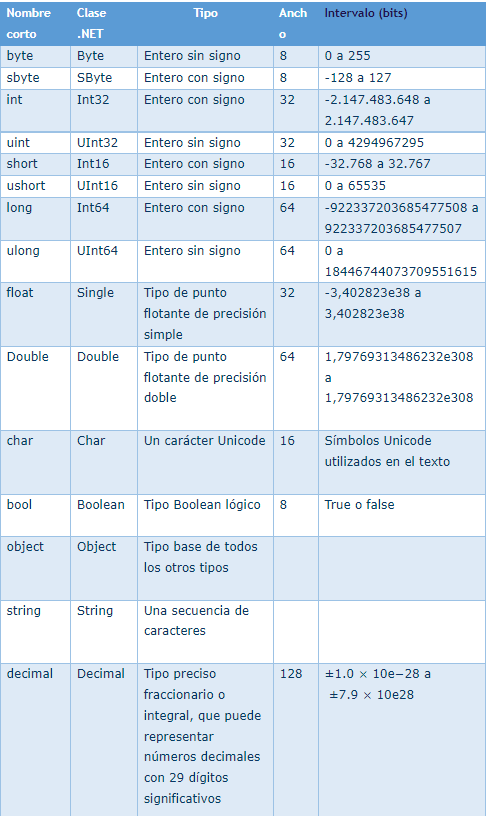 Nombre corto Clase .NET Tipo Ancho Intervalo (bits)
byte Byte Entero sin signo 8 0 a 255
sbyte SByte Entero con signo 8 -128 a 127
int Int32 Entero con signo 32 -2.147.483.648 a
2.147.483.647
uint UInt32 Entero sin signo 32 0 a 4294967295
short Int16 Entero con signo 16 -32.768 a 32.767
ushort UInt16 Entero sin signo 16 0 a 65535
long Int64 Entero con signo 64 -922337203685477508 a
922337203685477507
ulong UInt64 Entero sin signo 64 0 a
18446744073709551615
float Single Tipo de punto 32 -3,402823e38 a
flotante de precisión 3,402823e38
simple
Double Double Tipo de punto 64 1,79769313486232e308
flotante de precisión a
doble 1,79769313486232e308
char Char Un carácter Unicode 16 Símbolos Unicode
utilizados en el texto
bool Boolean Tipo Boolean lógico 8 True o false
object Object Tipo base de todos
los otros tipos
string String Una secuencia de
caracteres
decimal Decimal Tipo preciso 128 ±1.0 × 10e−28 a
fraccionario o ±7.9 × 10e28
integral, que puede
representar
números decimales
con 29 dígitos
significativos